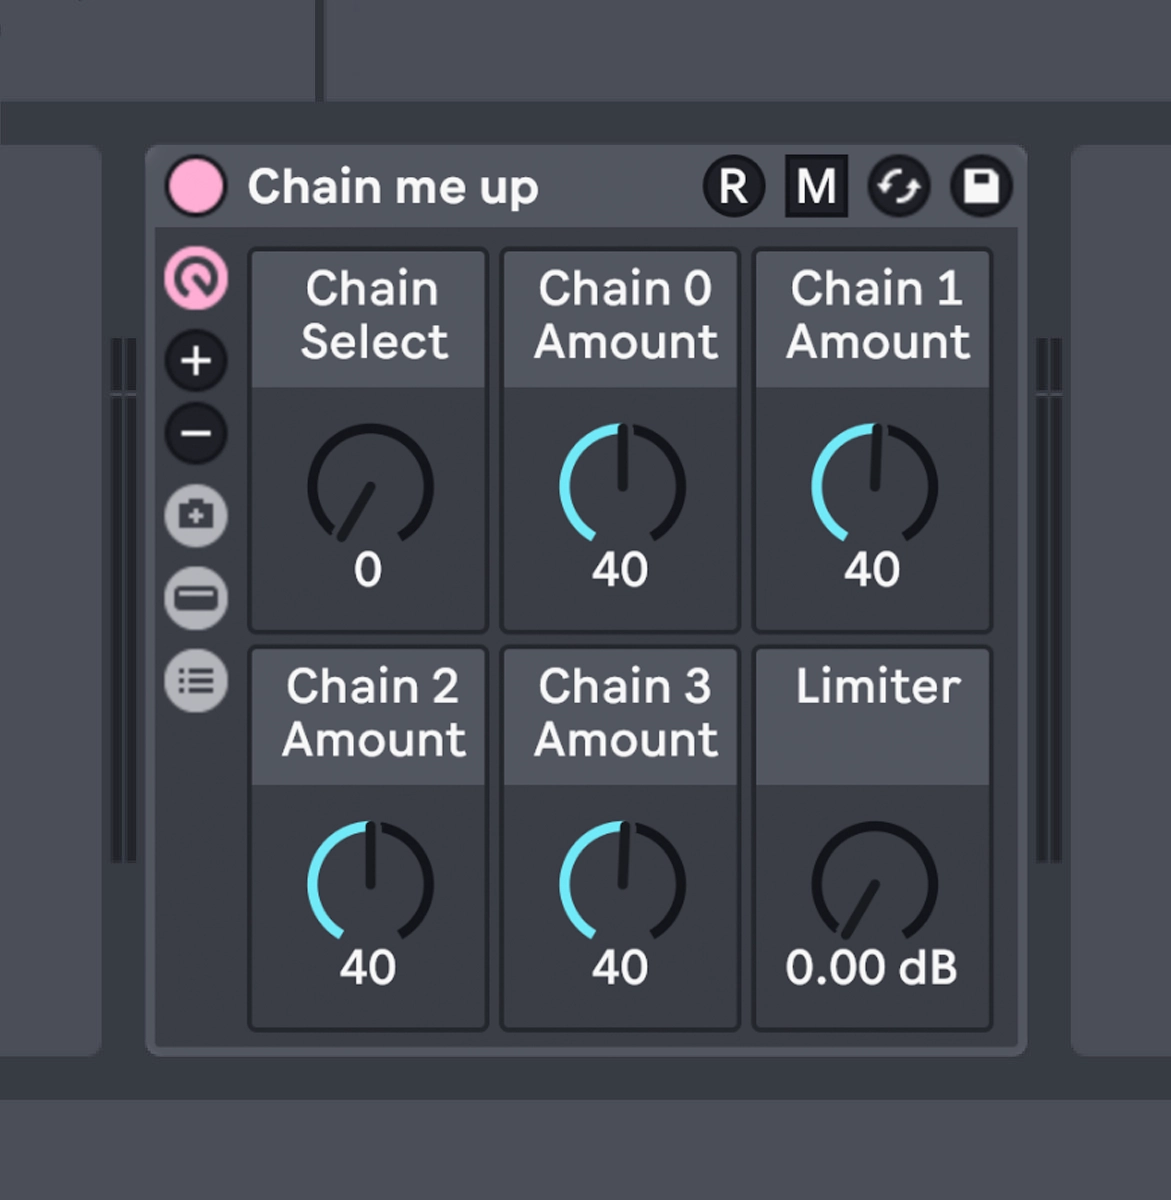 Chain me up R M
Chain
Select
Chain 0
Amount
Chain 1
Amount
0
40
40
Chain 2
Amount
Chain 3
Amount
Limiter
40
40
0.00 dB